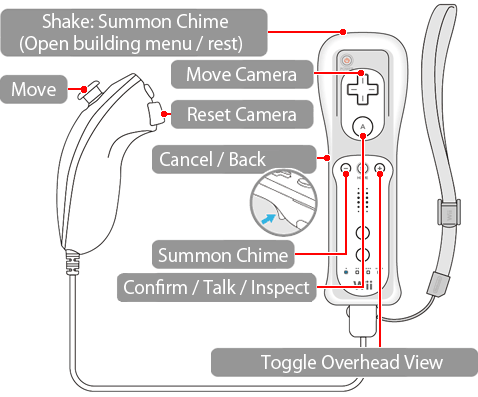 Shake: Summon Chime
(Open building menu / rest)
Move Camera
Move
Reset Camera
A
Cancel / Back
Summon Chime
Confirm / Talk / Inspect
Wii
Toggle Overhead View